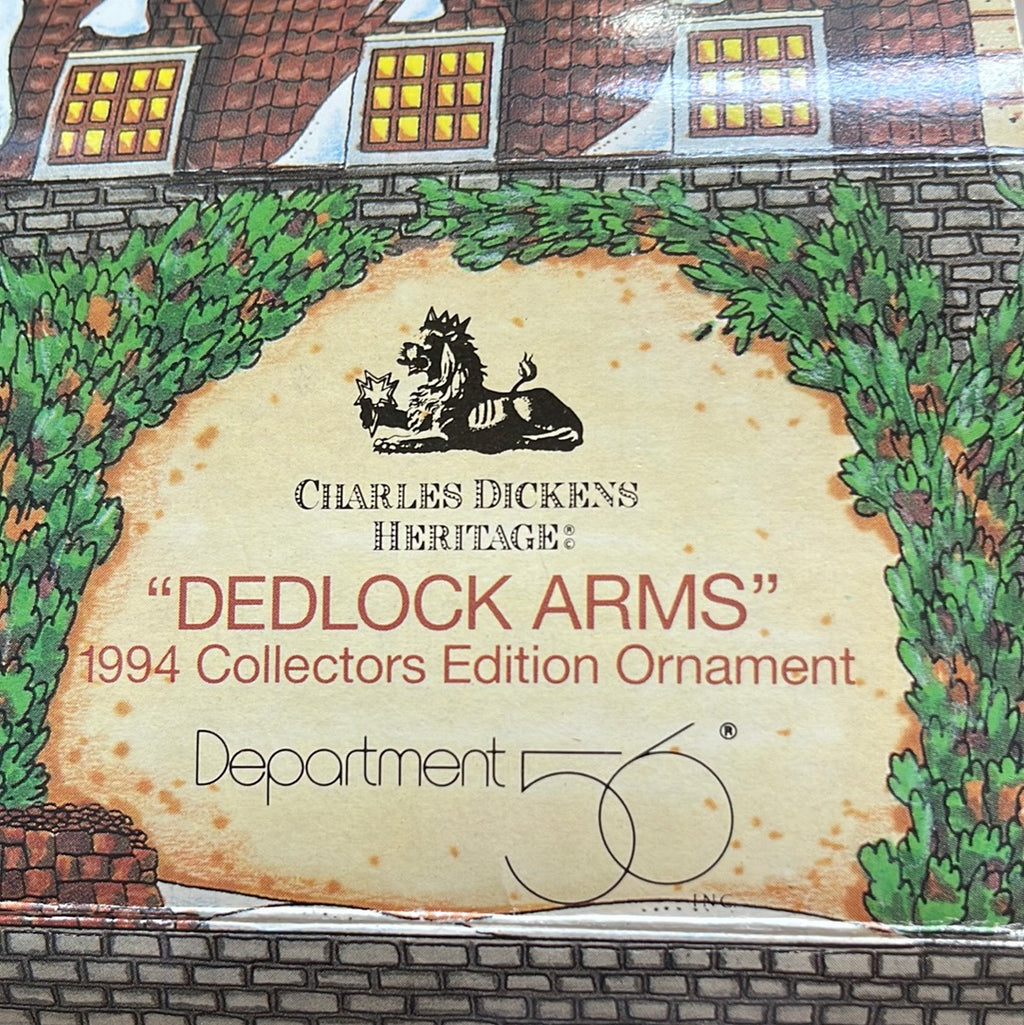 CHARLES DICKENS
HERITAGE®©
“DEDLOCK ARMS”
1994 Collectors Edition Ornament
Department 56®
INC.